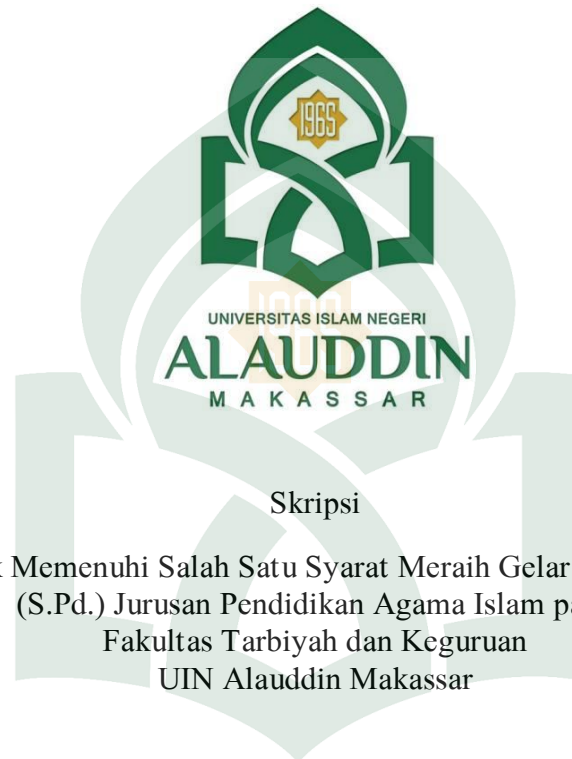 1965
UNIVERSITAS ISLAM NEGERI
ALAUDDIN
MAKASSAR
Skripsi
Memenuhi Salah Satu Syarat Meraih Gelar
(S.Pd.) Jurusan Pendidikan Agama Islam
Fakultas Tarbiyah dan Keguruan
UIN Alauddin Makassar